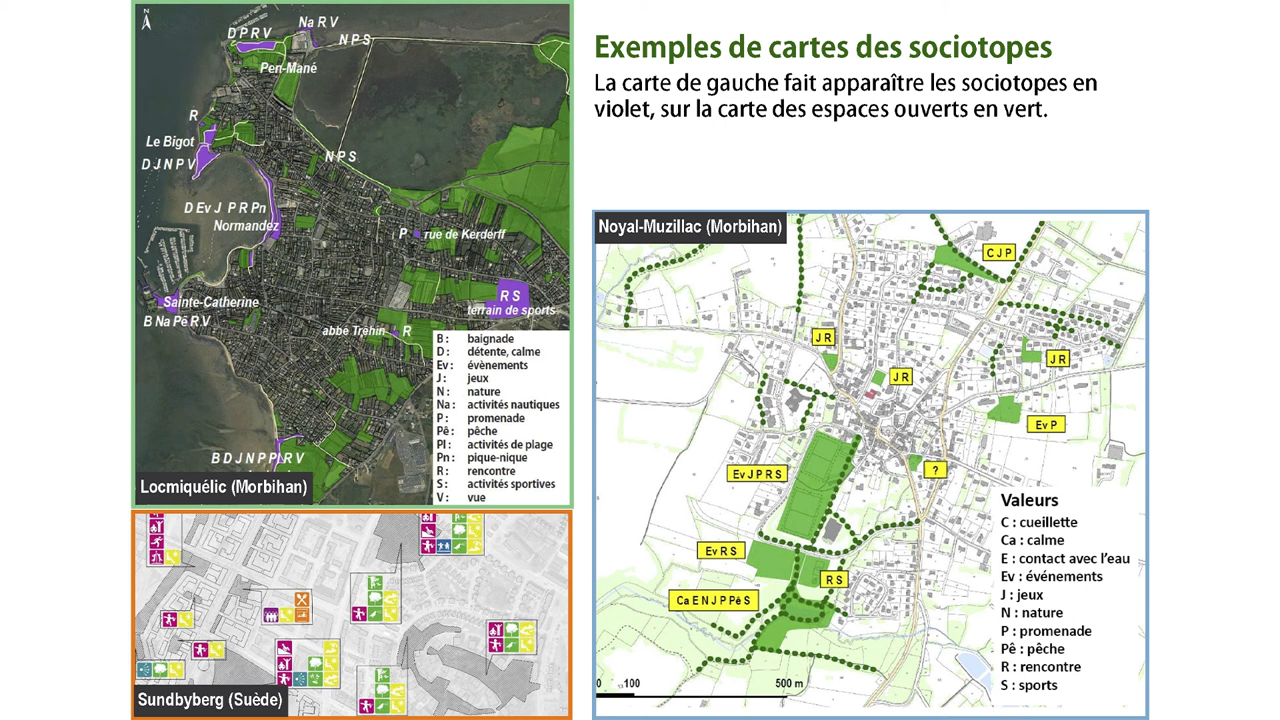 Exemples de cartes des sociotopes
La carte de gauche fait apparaître les sociotopes en
violet, sur la carte des espaces ouverts en vert.
N
D P R V
Na R V
N P S
Pen-Mané
R
Le Bigot
D J N P V
N P S
D Ev J P R Pn
Normandez
P rue de Kerderff
Sainte-Catherine
B Na Pê R V
R S
terrain de sports
abbé Tréhin R
B D J N P Pl R V
Locmiquélic (Morbihan)
B : baignade
D : détente, calme
Ev : évènements
J : jeux
N : nature
Na : activités nautiques
P : promenade
Pê : pêche
Pl : activités de plage
Pn : pique-nique
R : rencontre
S : activités sportives
V : vue
Sundbyberg (Suède)
Noyal-Muzillac (Morbihan)
C J P
J R
J R
J R
Ev P
?
Ev J P R S
Ev R S
R S
Ca E N J P Pê S
Valeurs
C : cueillette
Ca : calme
E : contact avec l'eau
Ev : événements
J : jeux
N : nature
P : promenade
Pê : pêche
R : rencontre
S : sports
0 100 500 m